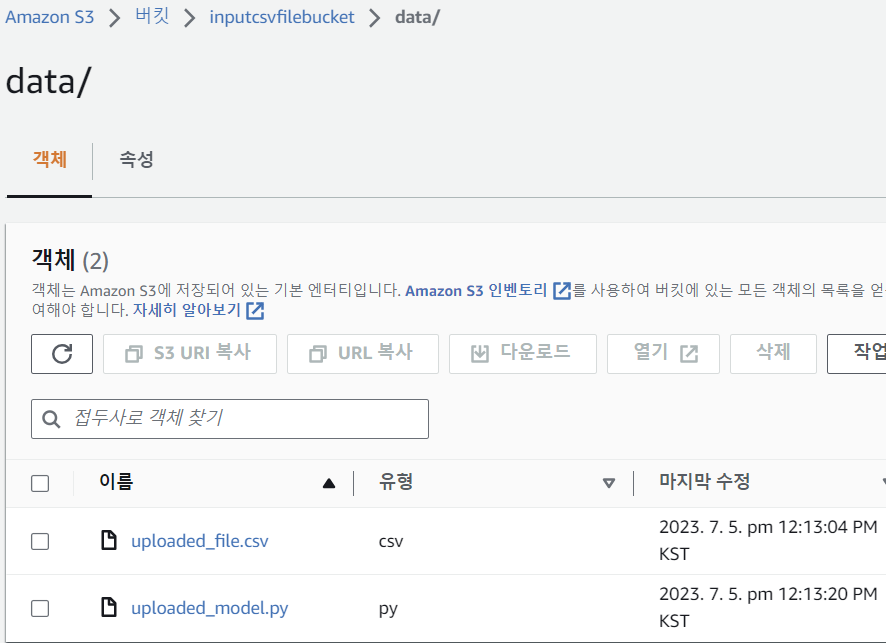 Amazon S3 > 버킷 > inputcsvfilebucket > data/
data/
객체 속성
객체 (2)
객체는 Amazon S3에 저장되어 있는 기본 엔터티입니다. Amazon S3 인벤토리 를 사용하여 버킷에 있는 모든 객체의 목록을 얻
여해야 합니다. 자세히 알아보기
S3 URI 복사 URL 복사 다운로드 열기 삭제 작업
접두사로 객체 찾기
이름 유형 마지막 수정
uploaded_file.csv csv 2023. 7. 5. pm 12:13:04 PM
KST
uploaded_model.py py 2023. 7. 5. pm 12:13:20 PM
KST